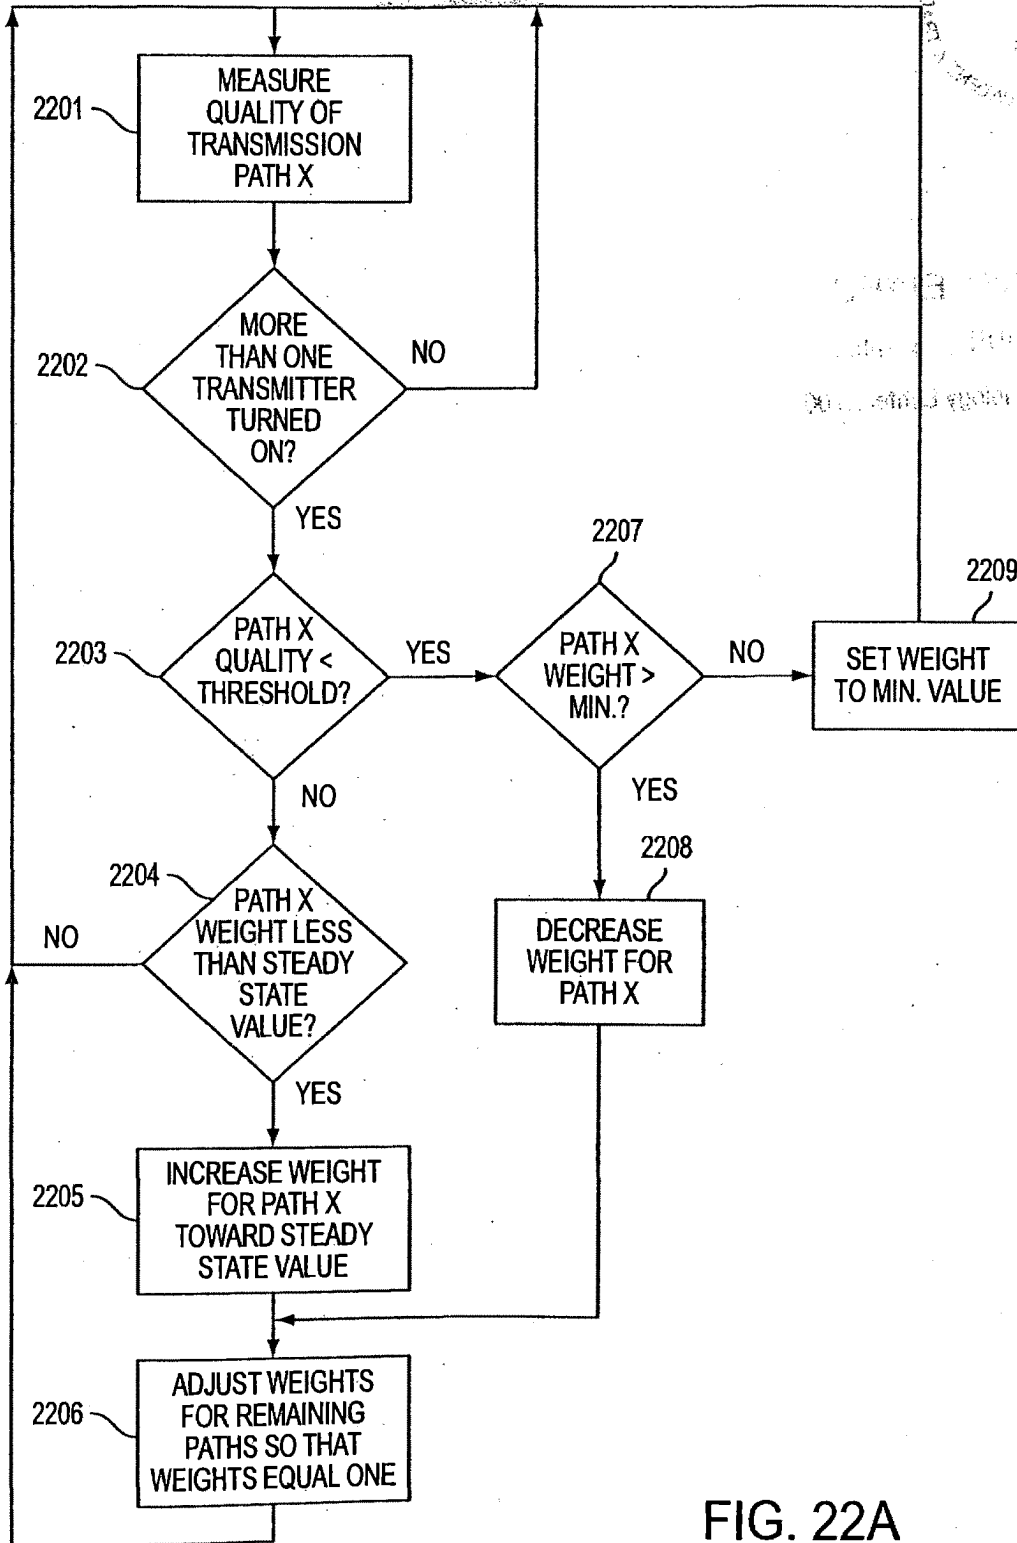 2201
MEASURE
QUALITY OF
TRANSMISSION
PATH X
2202
MORE
THAN ONE
TRANSMITTER
TURNED
ON?
NO
YES
2203
PATH X
QUALITY <
THRESHOLD?
YES
NO
2207
PATH X
WEIGHT >
MIN.?
NO
YES
2209
SET WEIGHT
TO MIN. VALUE
2204
PATH X
WEIGHT LESS
THAN STEADY
STATE
VALUE?
NO
YES
2208
DECREASE
WEIGHT FOR
PATH X
2205
INCREASE WEIGHT
FOR PATH X
TOWARD STEADY
STATE VALUE
2206
ADJUST WEIGHTS
FOR REMAINING
PATHS SO THAT
WEIGHTS EQUAL ONE
FIG. 22A